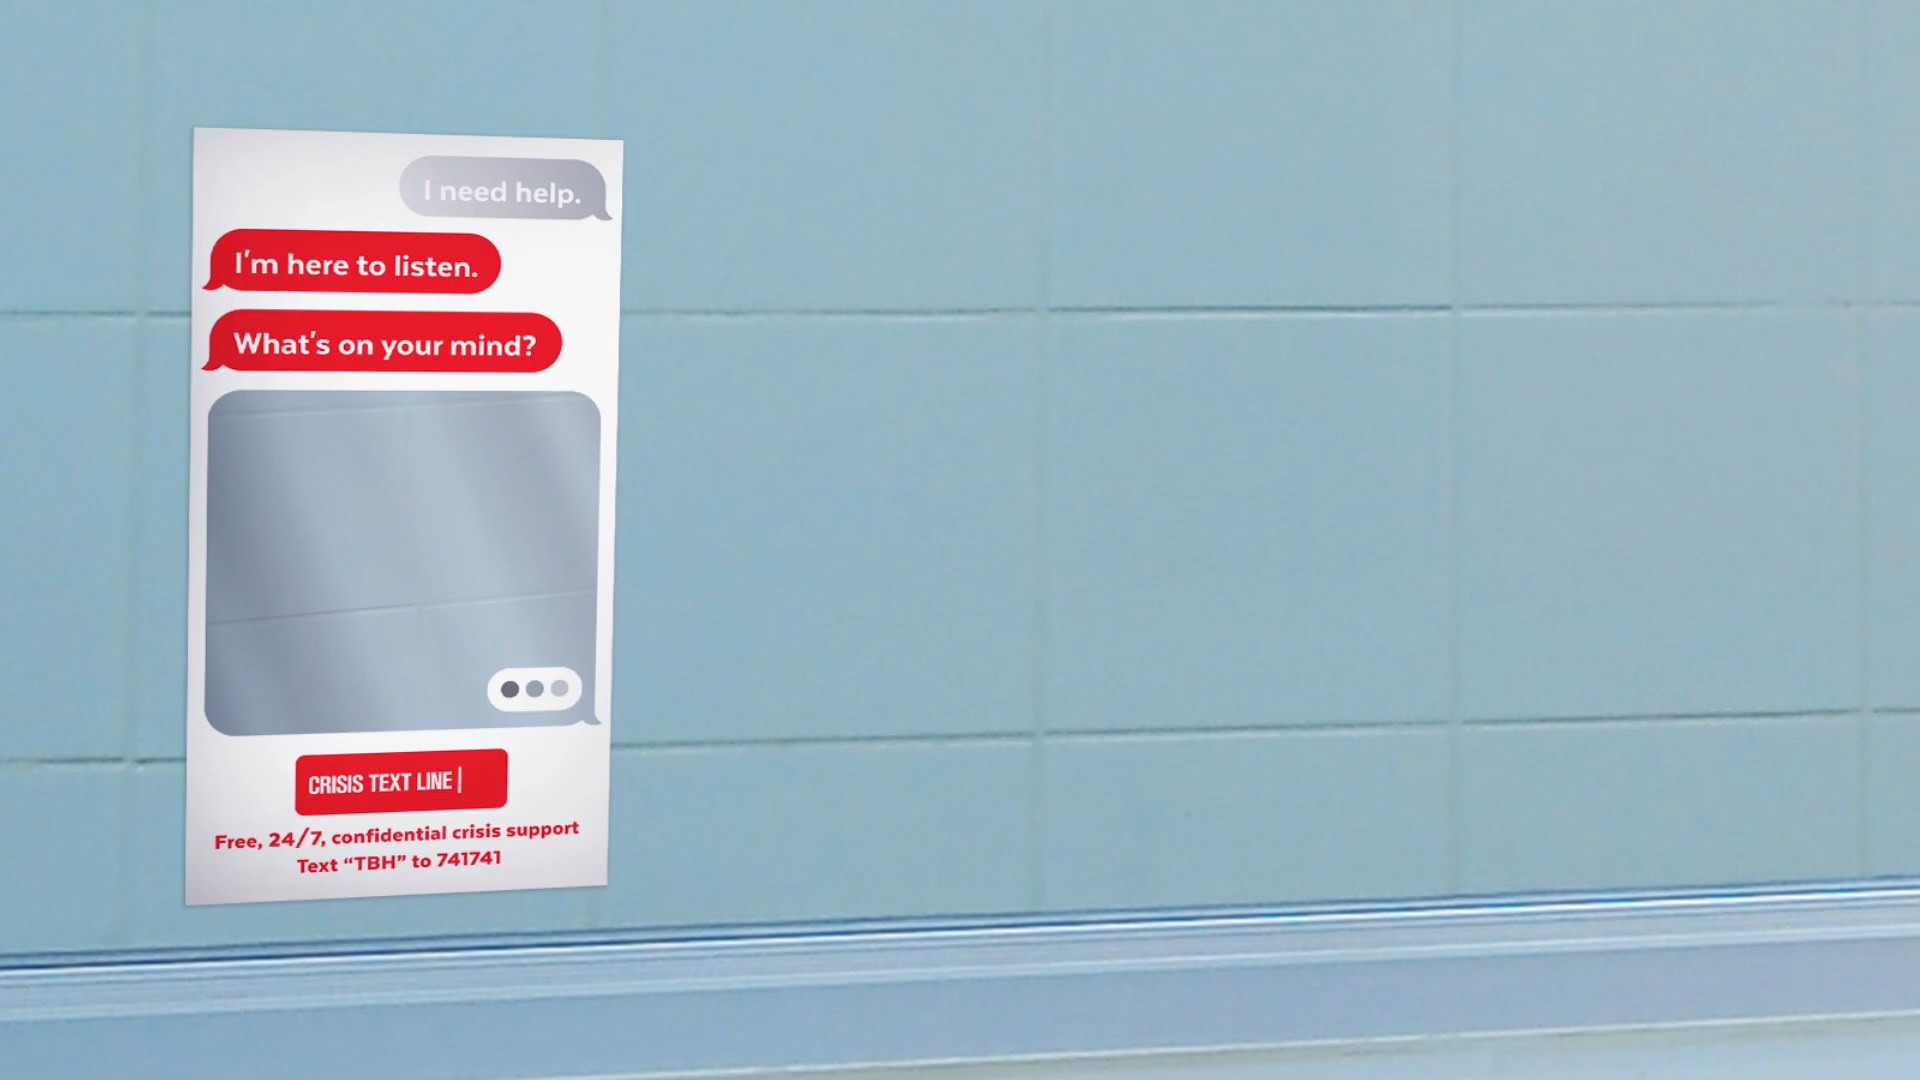 I need help.
I'm here to listen.
What's on your mind?
CRISIS TEXT LINE |
Free, 24/7, confidential crisis support
Text “TBH” to 741741